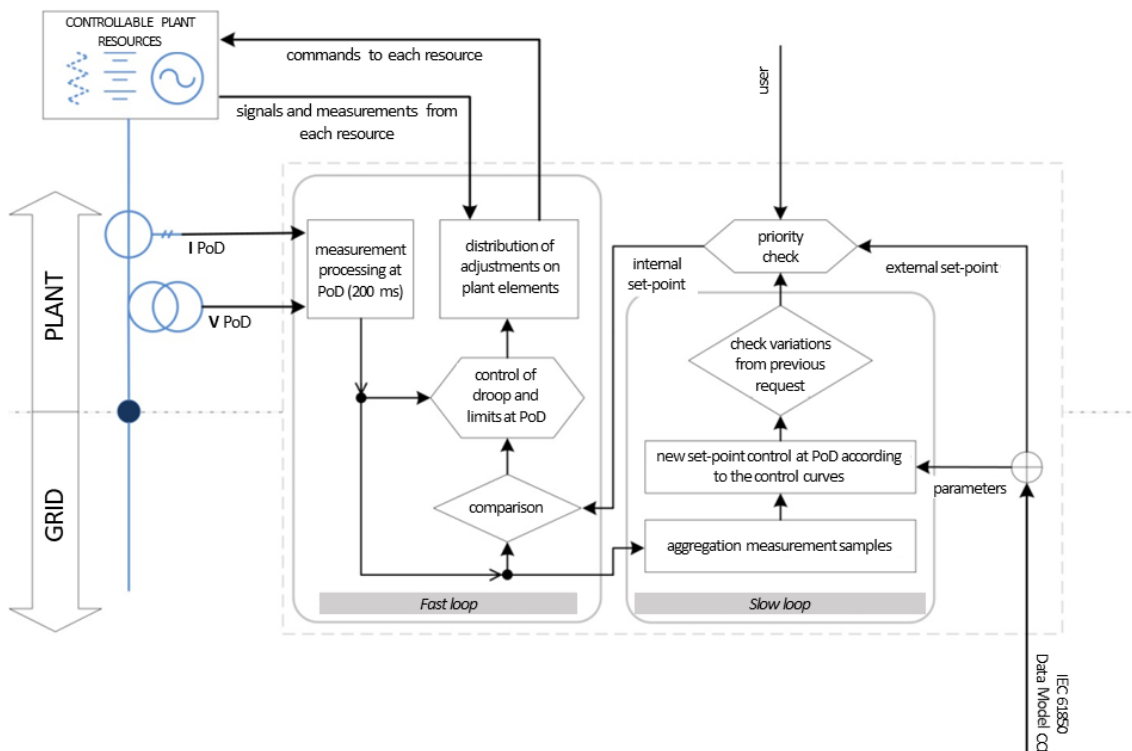 CONTROLLABLE PLANT
RESOURCES
commands to each resource
signals and measurements from
each resource
user
I PoD
V PoD
PLANT
GRID
measurement
processing at
PoD (200 ms)
distribution of
adjustments on
plant elements
control of
droop and
limits at PoD
comparison
Fast loop
internal
set-point
priority
check
external set-point
check variations
from previous
request
new set-point control at PoD according
to the control curves
parameters
aggregation measurement samples
Slow loop
IEC 61850
Data Model